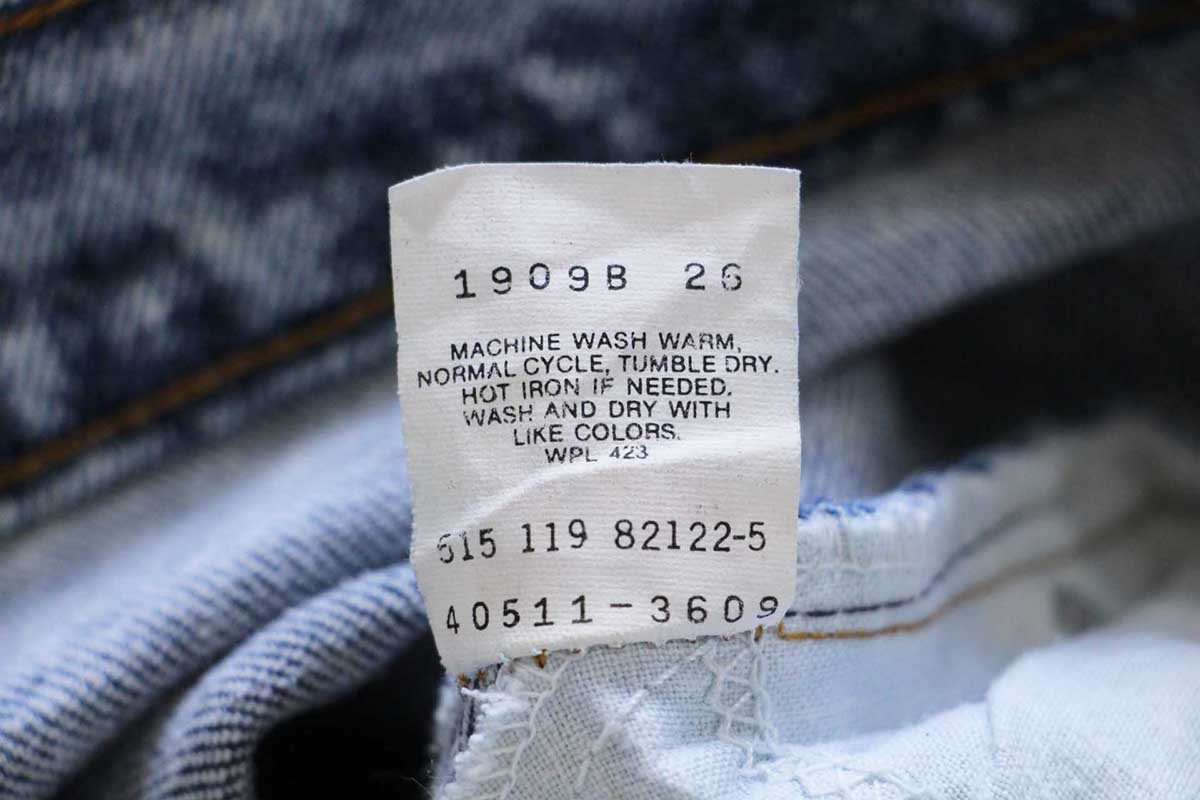 1909B 26
MACHINE WASH WARM,
NORMAL CYCLE, TUMBLE DRY.
HOT IRON IF NEEDED.
WASH AND DRY WITH
LIKE COLORS.
WPL 423
515 119 82122-5
40511-3609